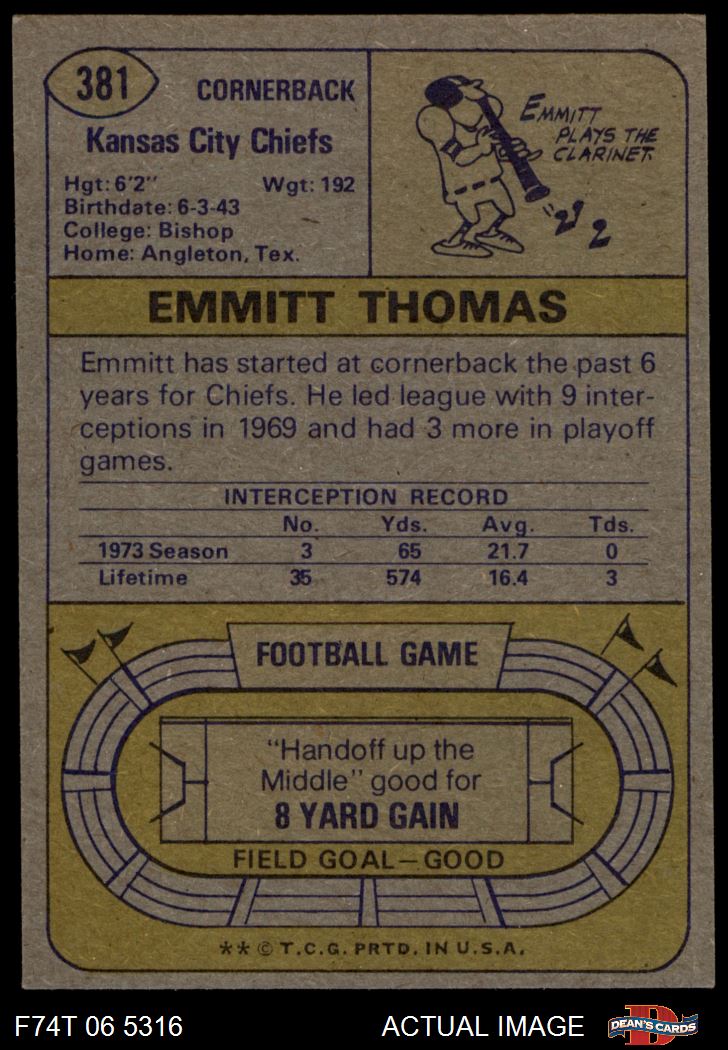 381
CORNERBACK
Kansas City Chiefs
Hgt: 6'2" Wgt: 192
Birthdate: 6-3-43
College: Bishop
Home: Angleton, Tex.
EMMITT
PLAYS THE
CLARINET.
EMMITT THOMAS
Emmitt has started at cornerback the past 6
years for Chiefs. He led league with 9 inter-
ceptions in 1969 and had 3 more in playoff
games.
INTERCEPTION RECORD
No. Yds. Avg. Tds.
1973 Season 3 65 21.7 0
Lifetime 35 574 16.4 3
FOOTBALL GAME
"Handoff up the
Middle" good for
8 YARD GAIN
FIELD GOAL—GOOD
** © T.C.G. PRTD. IN U.S.A.
F74T 06 5316 ACTUAL IMAGE
D
DEAN'S CARDS